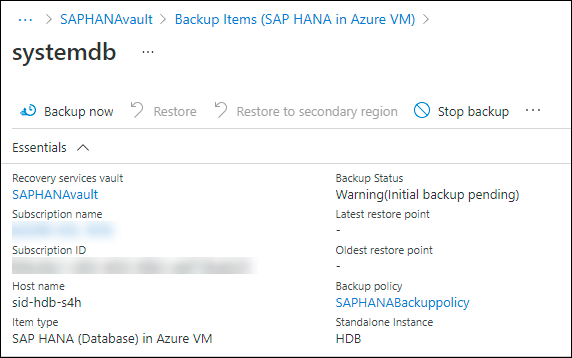 ··· > SAPHANAvault > Backup Items (SAP HANA in Azure VM) >
systemdb ···
Backup now Restore Restore to secondary region Stop backup ···
Essentials
Recovery services vault
SAPHANAvault
Subscription name
Subscription ID
Host name
sid-hdb-s4h
Item type
SAP HANA (Database) in Azure VM
Backup Status
Warning(Initial backup pending)
Latest restore point
-
Oldest restore point
-
Backup policy
SAPHANABackuppolicy
Standalone Instance
HDB